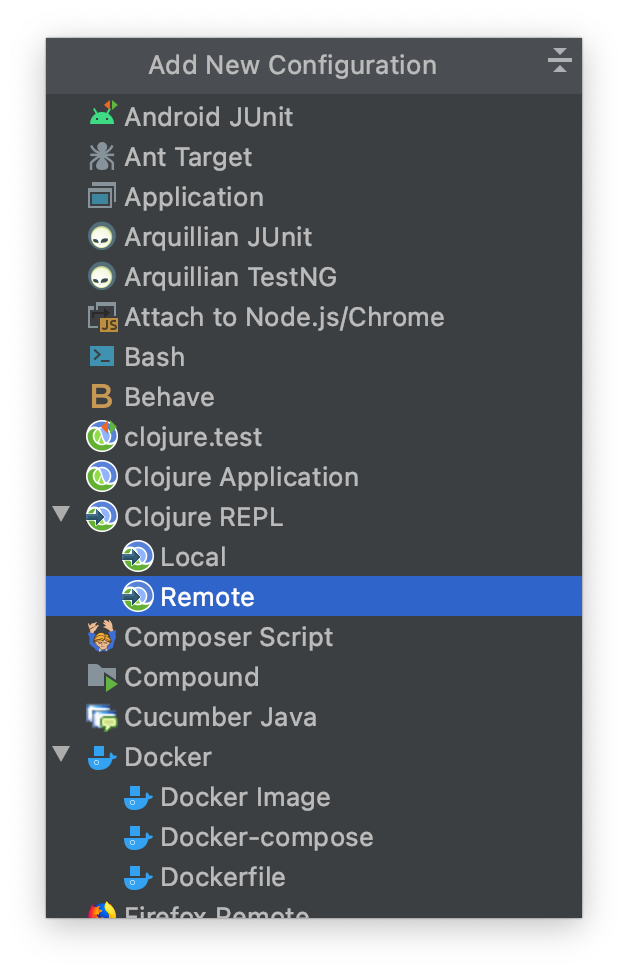 Add New Configuration
Android JUnit
Ant Target
Application
Arquillian JUnit
Arquillian TestNG
Attach to Node.js/Chrome
Bash
Behave
clojure.test
Clojure Application
Clojure REPL
Local
Remote
Composer Script
Compound
Cucumber Java
Docker
Docker Image
Docker-compose
Dockerfile
Firefox Remote